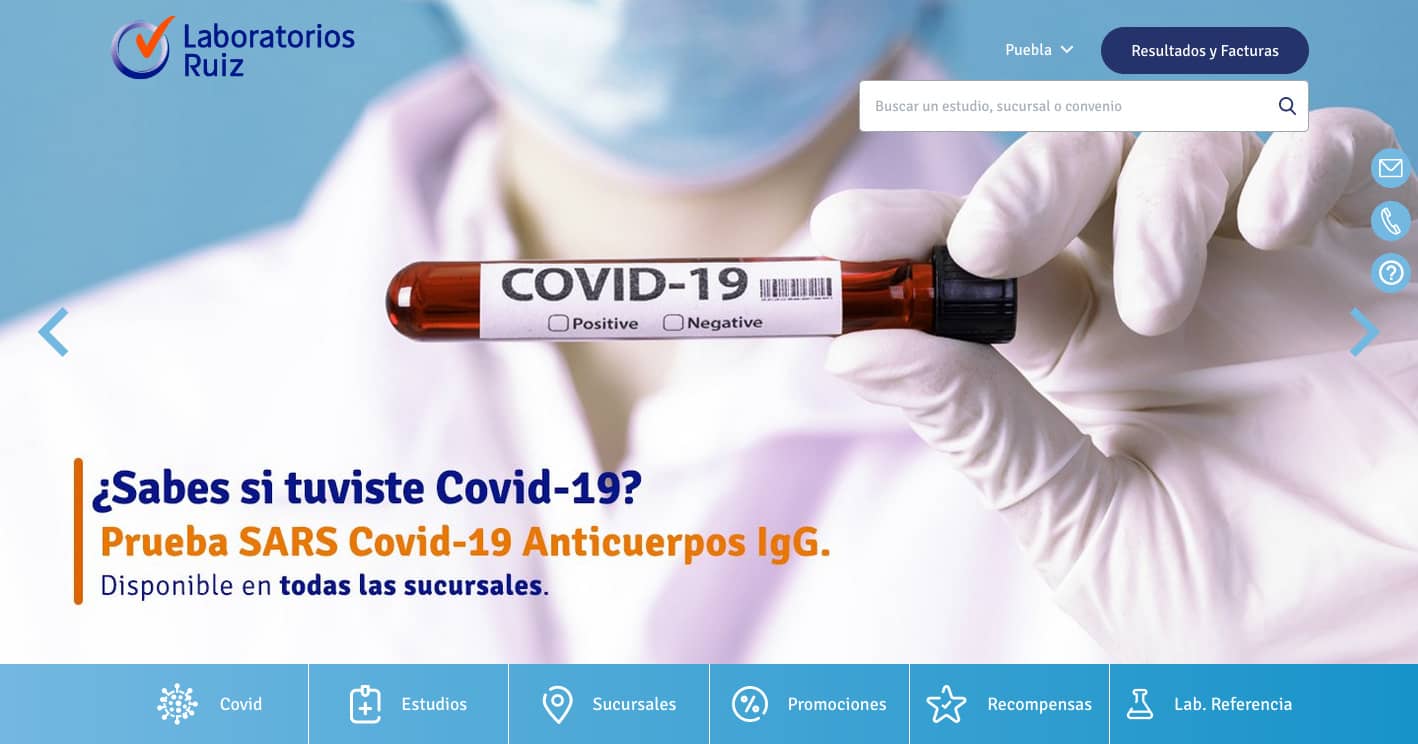 Laboratorios
Ruiz
Puebla
Resultados y Facturas
Buscar un estudio, sucursal o convenio
COVID-19
Positive Negative
¿Sabes si tuviste Covid-19?
Prueba SARS Covid-19 Anticuerpos IgG.
Disponible en todas las sucursales.
Covid
Estudios
Sucursales
Promociones
Recompensas
Lab. Referencia